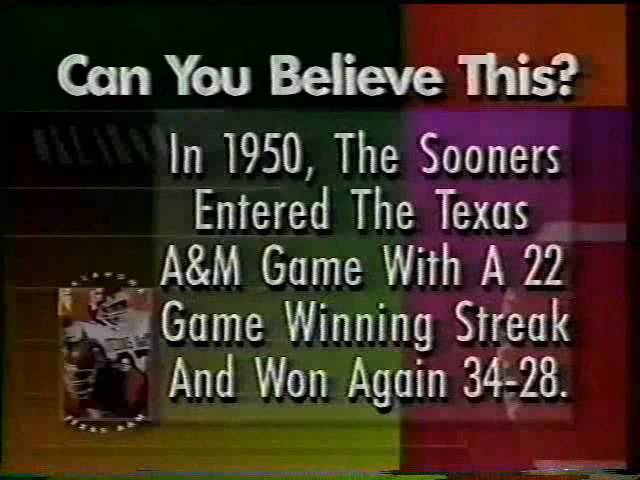 Can You Believe This?
In 1950, The Sooners
Entered The Texas
A&M Game With A 22
Game Winning Streak
And Won Again 34-28.
TEXAS A&M